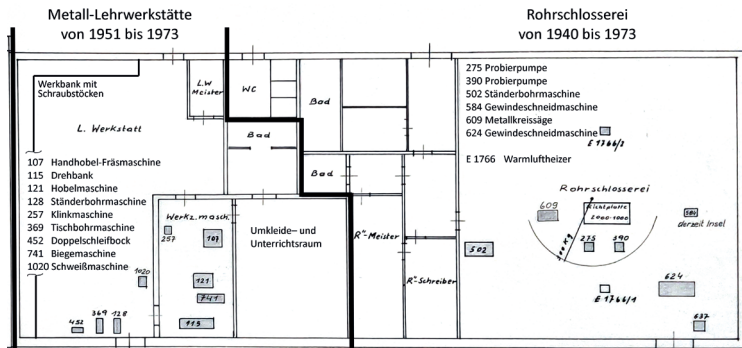 Metall-Lehrwerkstätte
von 1951 bis 1973
Rohrschlosserei
von 1940 bis 1973
Werkbank mit
Schraubstöcken
L.W
Meister
WC
Bad
L. Werkstatt
Bad
Bad
107 Handhobel-Fräsmaschine
115 Drehbank
121 Hobelmaschine
128 Ständerbohrmaschine
257 Klinkmaschine
369 Tischbohrmaschine
452 Doppelschleifbock
741 Biegemaschine
1020 Schweißmaschine
Werkz.masch.
257
107
121
741
115
1020
452
369
128
Umkleide– und
Unterrichtsraum
R"-Meister
R"-Schreiber
275 Probierpumpe
390 Probierpumpe
502 Ständerbohrmaschine
584 Gewindeschneidmaschine
609 Metallkreissäge
624 Gewindeschneidmaschine
E 1766/2
E 1766 Warmluftheizer
Rohrschlosserei
609
Richtplatte
2000·1000
584
derzeit Insel
502
275
390
E 1766/1
624
637